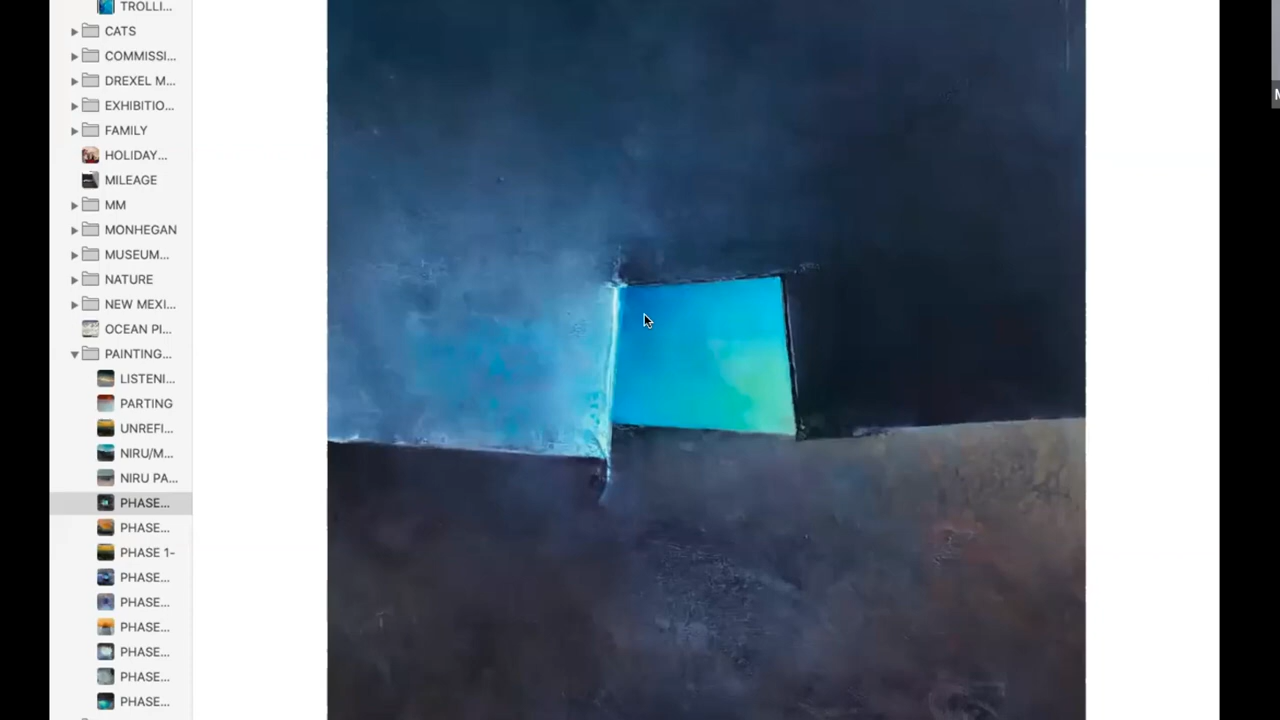 TROLLI...
CATS
COMMISSI...
DREXEL M...
EXHIBITIO...
FAMILY
HOLIDAY...
MILEAGE
MM
MONHEGAN
MUSEUM...
NATURE
NEW MEXI...
OCEAN PI...
PAINTING...
LISTENI...
PARTING
UNREFI...
NIRU/M...
NIRU PA...
PHASE...
PHASE...
PHASE 1-
PHASE...
PHASE...
PHASE...
PHASE...
PHASE...
PHASE...